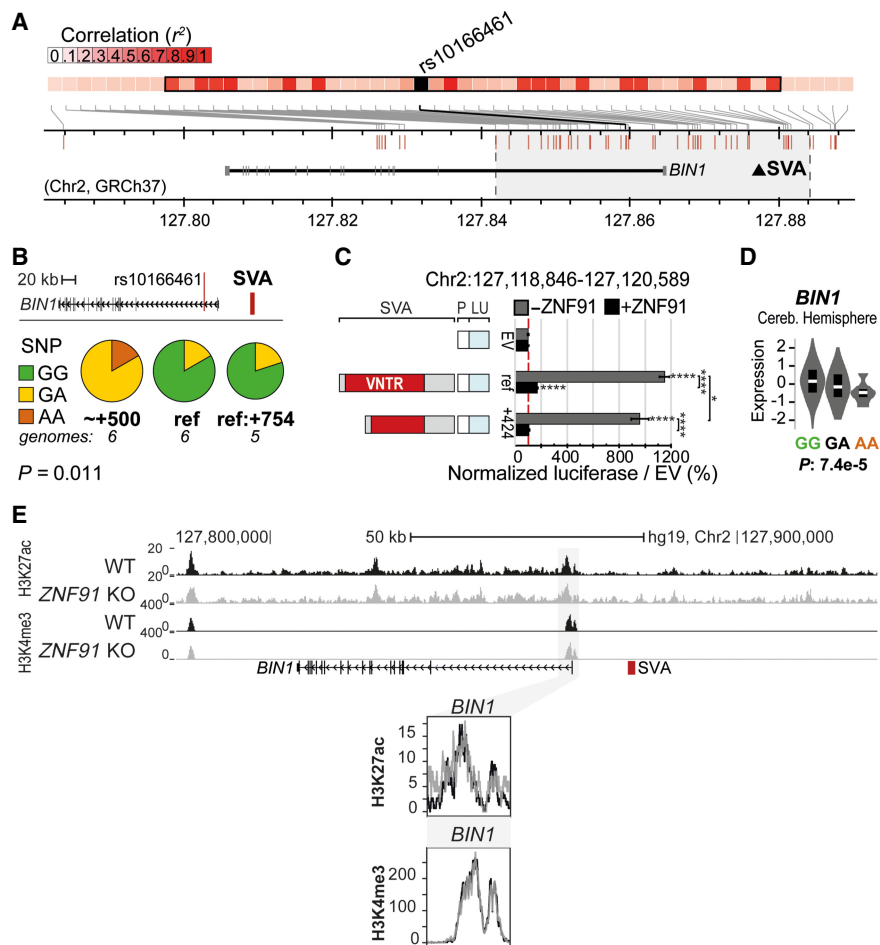 A
Correlation (r²)
0 .1 .2 .3 .4 .5 .6 .7 .8 .9 1
rs10166461
BIN1
▲SVA
(Chr2, GRCh37)
127.80 127.82 127.84 127.86 127.88
B
20 kb
rs10166461
SVA
BIN1
SNP
GG
GA
AA
~+500 ref ref:+754
genomes: 6 6 5
P = 0.011
C
Chr2:127,118,846-127,120,589
SVA P LU
–ZNF91 +ZNF91
EV
VNTR
ref
**** **** **** *
+424
**** ****
0 400 800 1200
Normalized luciferase / EV (%)
D
BIN1
Cereb. Hemisphere
Expression
2
1
0
-1
-2
GG GA AA
P: 7.4e-5
E
127,800,000| 50 kb hg19, Chr2 |127,900,000
H3K27ac
20
WT
0
20
ZNF91 KO
0
H3K4me3
400
WT
0
400
ZNF91 KO
0
BIN1
SVA
BIN1
H3K27ac
15
10
5
0
BIN1
H3K4me3
200
100
0